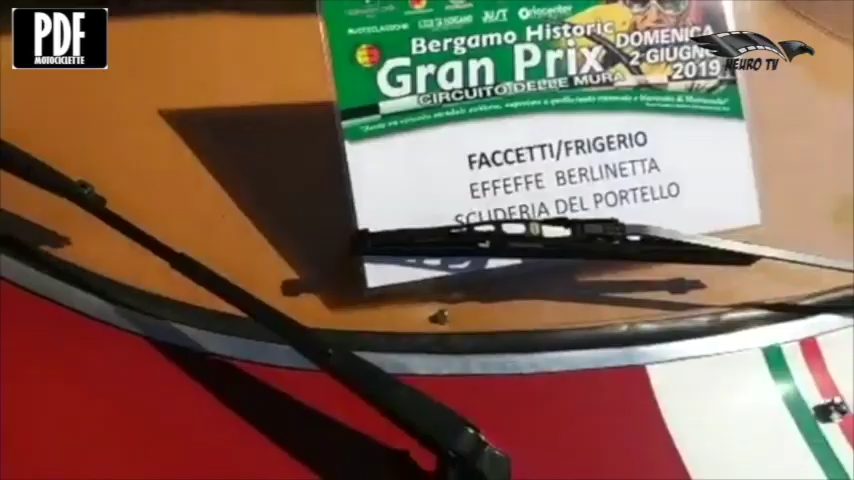 PDF
MOTOCICLETTE
Bergamo Historic
Gran Prix
CIRCUITO DELLE MURA
DOMENICA
2 GIUGNO
2019
NEURO TV
FACCETTI/FRIGERIO
EFFEFFE BERLINETTA
SCUDERIA DEL PORTELLO